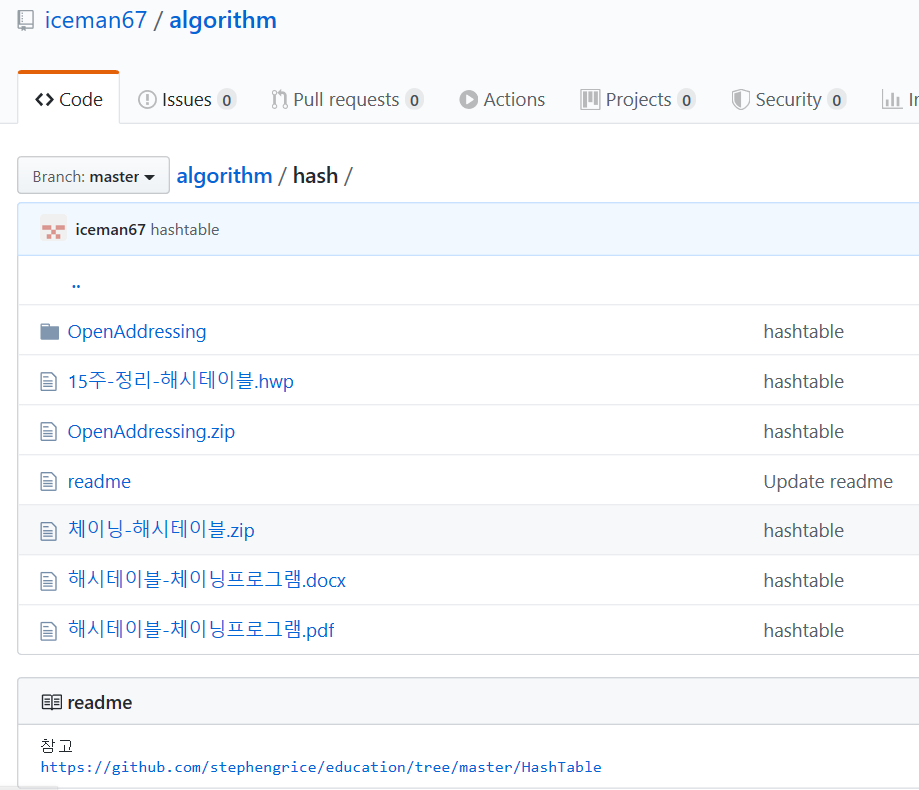 iceman67 / algorithm
Code Issues 0 Pull requests 0 Actions Projects 0 Security 0
Branch: master algorithm / hash /
iceman67 hashtable
..
OpenAddressing hashtable
15주-정리-해시테이블.hwp hashtable
OpenAddressing.zip hashtable
readme Update readme
체이닝-해시테이블.zip hashtable
해시테이블-체이닝프로그램.docx hashtable
해시테이블-체이닝프로그램.pdf hashtable
readme
참고
https://github.com/stephengrice/education/tree/master/HashTable